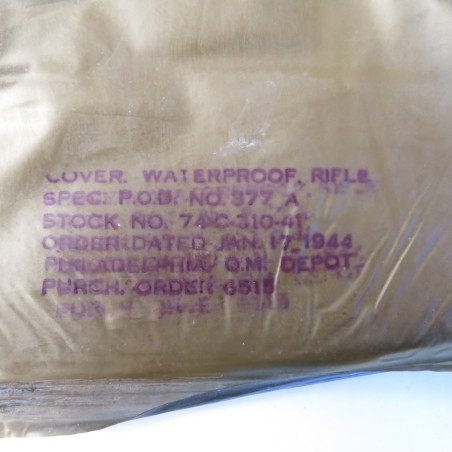 COVER, WATERPROOF, RIFLE
SPEC. P.O.D. NO. 377 A
STOCK NO. 74-C-310-41
ORDER DATED JAN. 17, 1944
PHILADELPHIA, Q.M. DEPOT,
PURCH. ORDER 6515